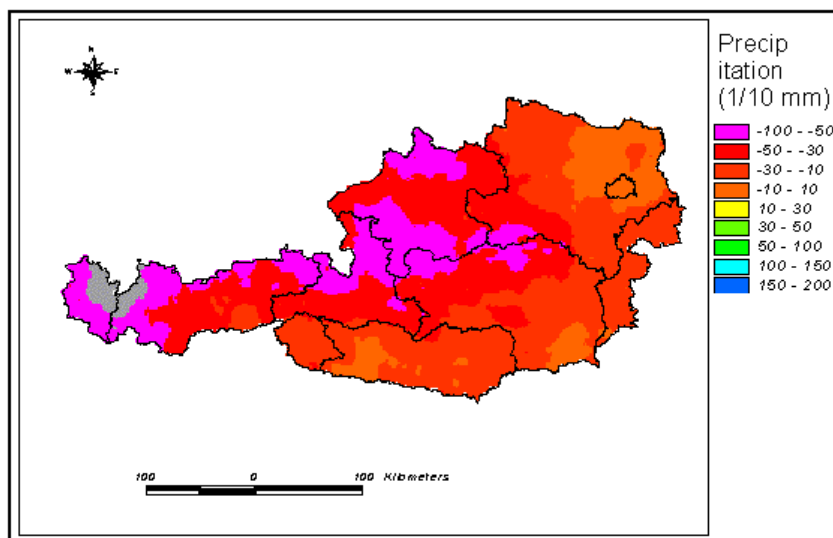 Precip
itation
(1/10 mm)
N
W E
S
-100 - -50
-50 - -30
-30 - -10
-10 - 10
10 - 30
30 - 50
50 - 100
100 - 150
150 - 200
100 0 100 Kilometers